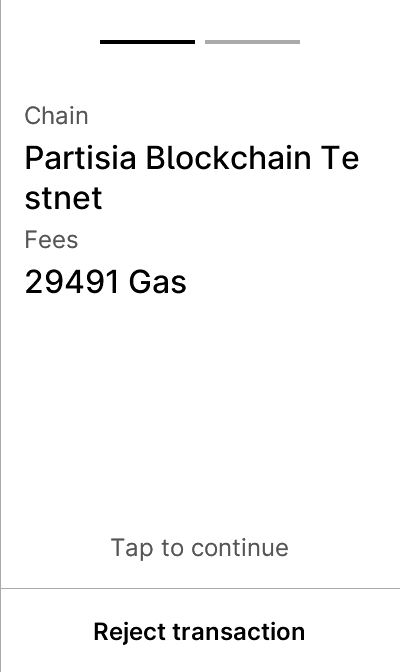 Chain
Partisia Blockchain Te
stnet
Fees
29491 Gas
Tap to continue
Reject transaction